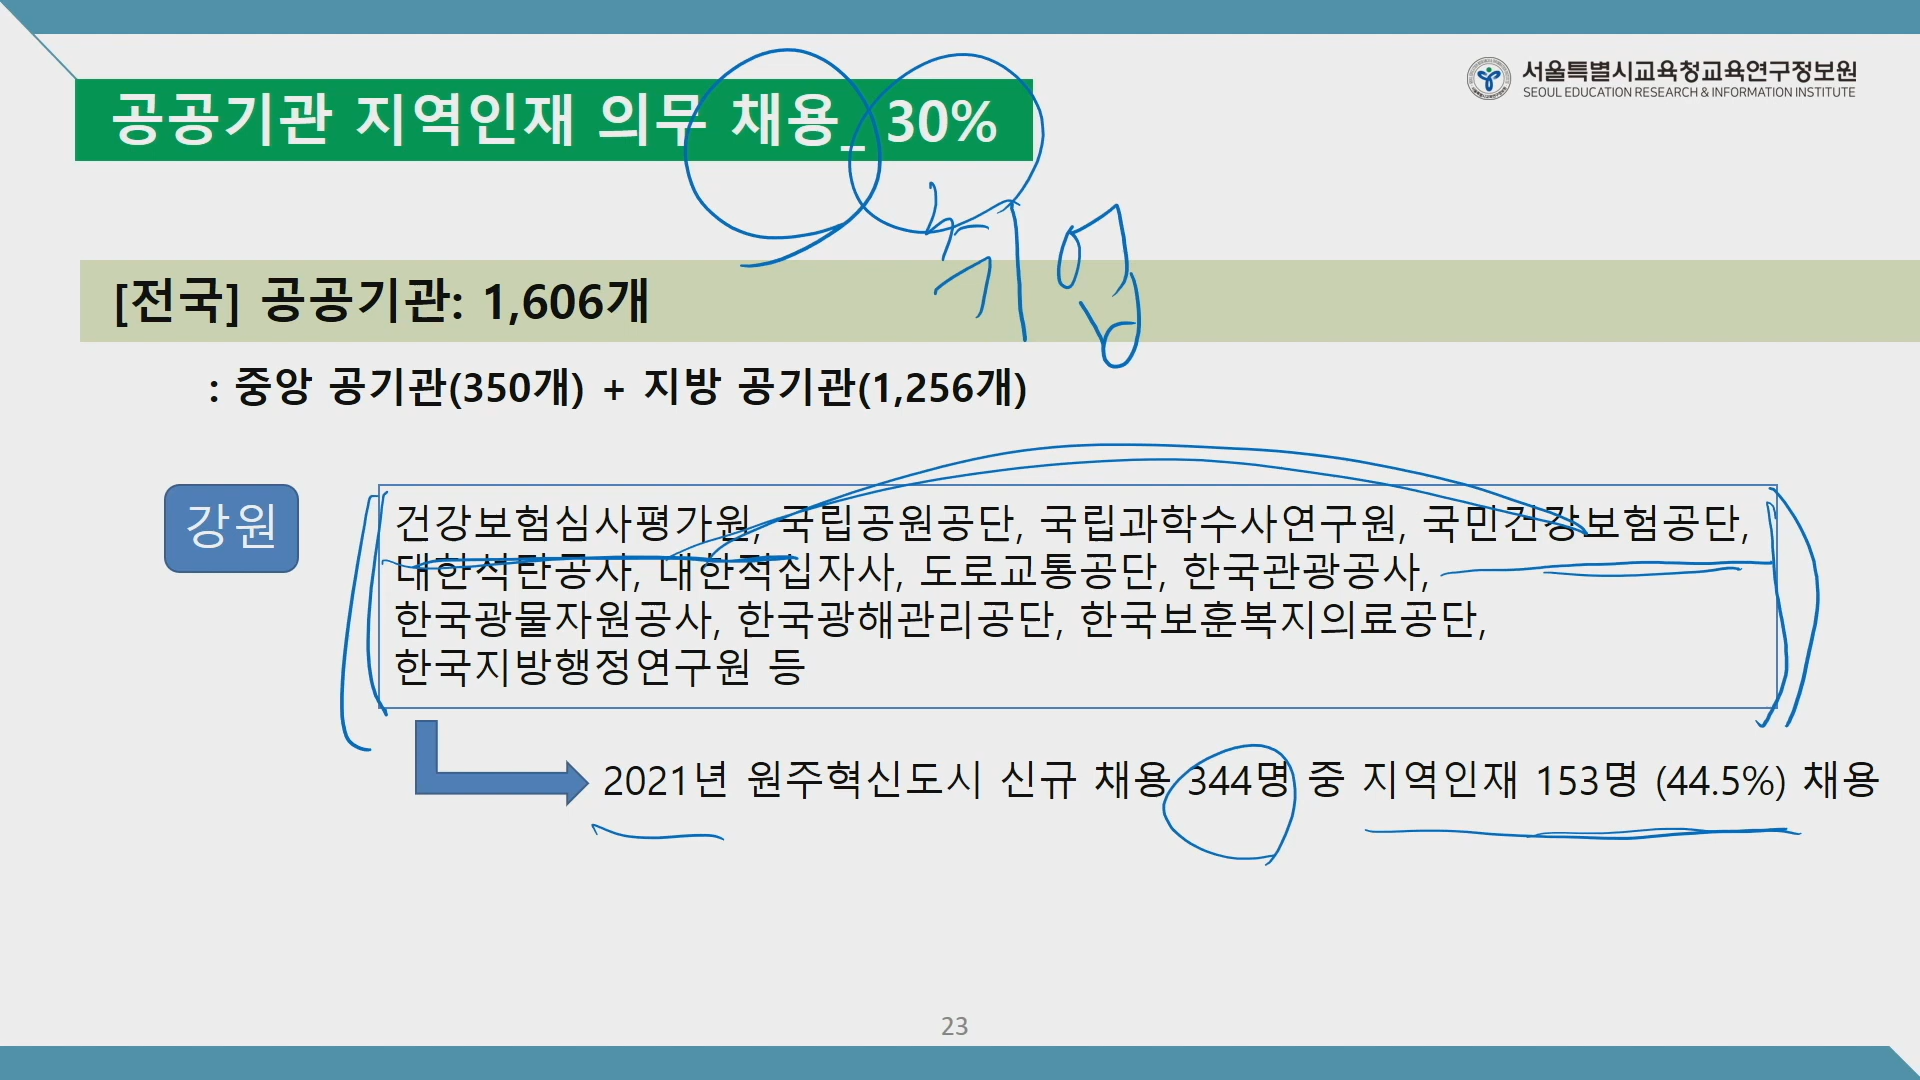 서울특별시교육청교육연구정보원
SEOUL EDUCATION RESEARCH & INFORMATION INSTITUTE
공공기관 지역인재 의무 채용_ 30%
[전국] 공공기관: 1,606개
: 중앙 공기관(350개) + 지방 공기관(1,256개)
강원
건강보험심사평가원, 국립공원공단, 국립과학수사연구원, 국민건강보험공단,
대한석탄공사, 대한적십자사, 도로교통공단, 한국관광공사,
한국광물자원공사, 한국광해관리공단, 한국보훈복지의료공단,
한국지방행정연구원 등
2021년 원주혁신도시 신규 채용 344명 중 지역인재 153명 (44.5%) 채용
23